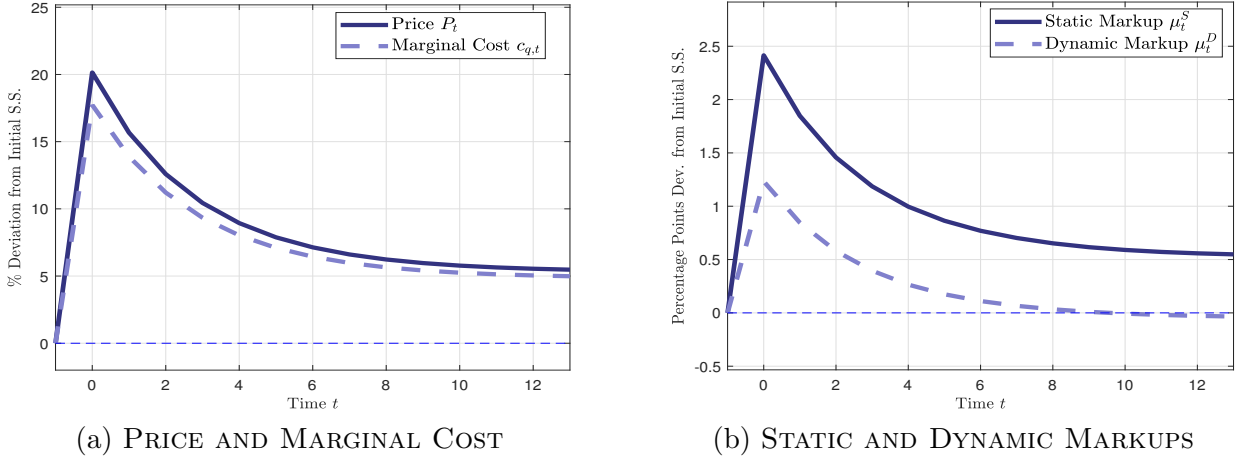 Price P_t
Marginal Cost c_{q,t}
% Deviation from Initial S.S.
20
15
10
5
0
0 2 4 6 8 10 12
Time t
(a) PRICE AND MARGINAL COST
Static Markup μ_t^S
Dynamic Markup μ_t^D
Percentage Points Dev. from Initial S.S.
2.5
2
1.5
1
0.5
0
-0.5
0 2 4 6 8 10 12
Time t
(b) STATIC AND DYNAMIC MARKUPS